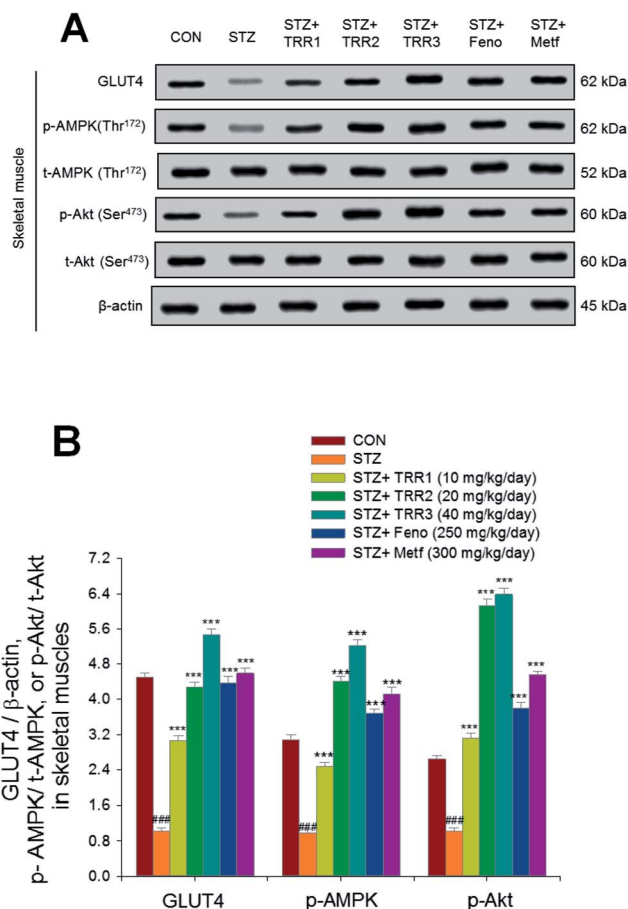 A
CON STZ STZ+ TRR1 STZ+ TRR2 STZ+ TRR3 STZ+ Feno STZ+ Metf
Skeletal muscle
GLUT4 62 kDa
p-AMPK(Thr¹⁷²) 62 kDa
t-AMPK (Thr¹⁷²) 52 kDa
p-Akt (Ser⁴⁷³) 60 kDa
t-Akt (Ser⁴⁷³) 60 kDa
β-actin 45 kDa
B
CON
STZ
STZ+ TRR1 (10 mg/kg/day)
STZ+ TRR2 (20 mg/kg/day)
STZ+ TRR3 (40 mg/kg/day)
STZ+ Feno (250 mg/kg/day)
STZ+ Metf (300 mg/kg/day)
GLUT4 / β-actin,
p- AMPK/ t-AMPK, or p-Akt/ t-Akt
in skeletal muscles
7.2
6.4
5.6
4.8
4.0
3.2
2.4
1.6
0.8
0.0
### *** *** *** *** ***
### *** *** *** *** ***
### *** *** *** *** ***
GLUT4 p-AMPK p-Akt